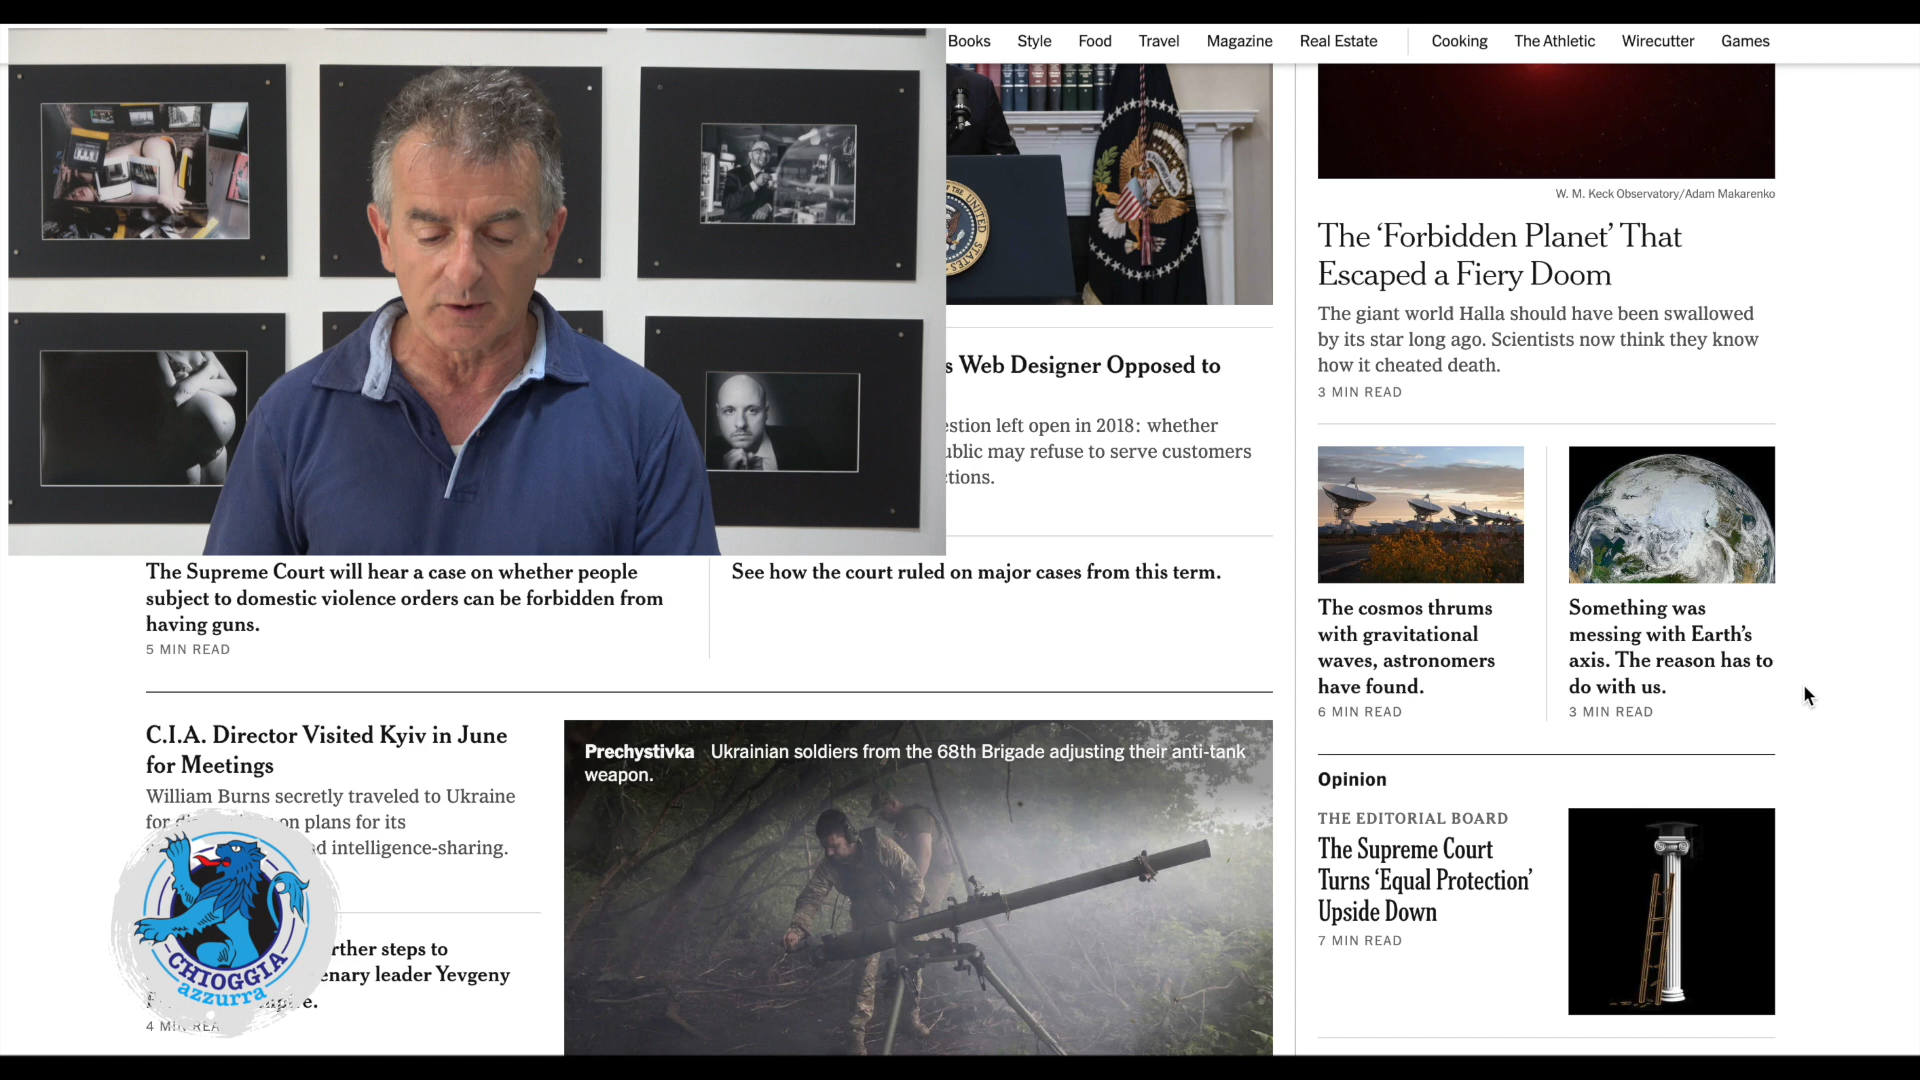 Books Style Food Travel Magazine Real Estate Cooking The Athletic Wirecutter Games
s Web Designer Opposed to
estion left open in 2018: whether
ublic may refuse to serve customers
ctions.
The Supreme Court will hear a case on whether people
subject to domestic violence orders can be forbidden from
having guns.
5 MIN READ
See how the court ruled on major cases from this term.
C.I.A. Director Visited Kyiv in June
for Meetings
William Burns secretly traveled to Ukraine
for on plans for its
d intelligence-sharing.
rther steps to
enary leader Yevgeny
4 MIN REA
CHIOGGIA
azzurra
Prechystivka Ukrainian soldiers from the 68th Brigade adjusting their anti-tank
weapon.
W. M. Keck Observatory/Adam Makarenko
The ‘Forbidden Planet’ That
Escaped a Fiery Doom
The giant world Halla should have been swallowed
by its star long ago. Scientists now think they know
how it cheated death.
3 MIN READ
The cosmos thrums
with gravitational
waves, astronomers
have found.
6 MIN READ
Something was
messing with Earth’s
axis. The reason has to
do with us.
3 MIN READ
Opinion
THE EDITORIAL BOARD
The Supreme Court
Turns ‘Equal Protection’
Upside Down
7 MIN READ